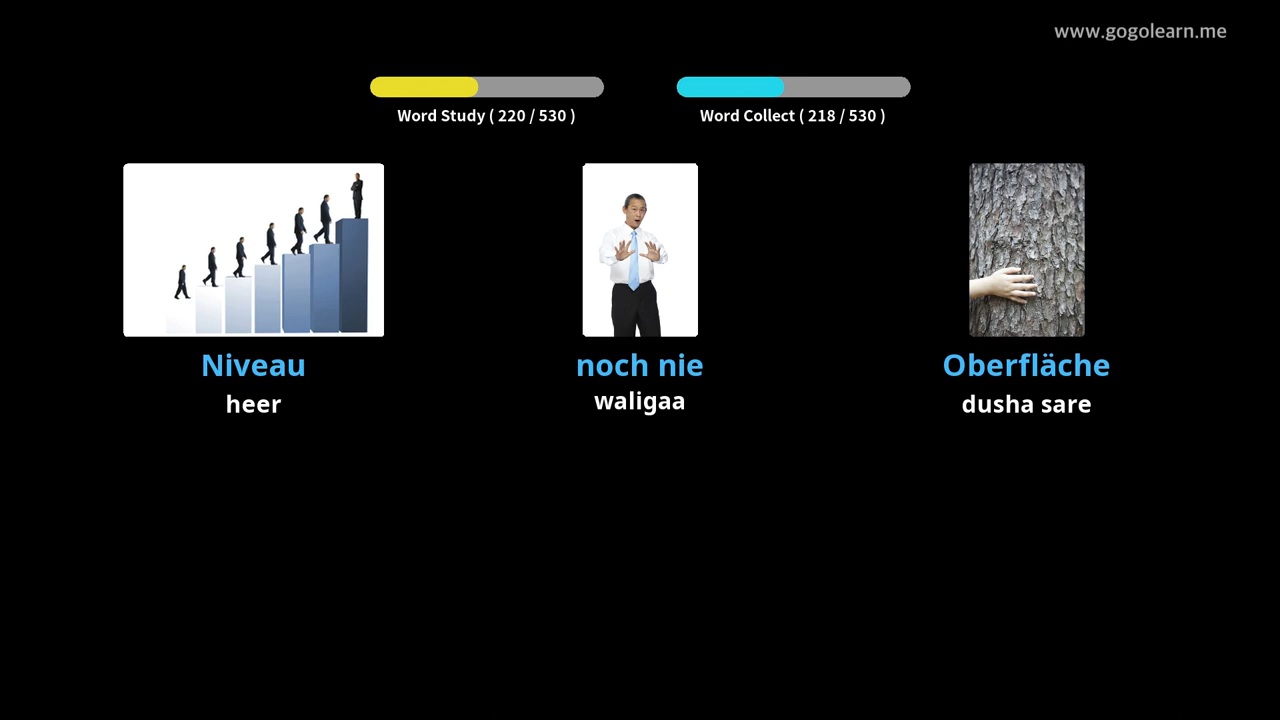 www.gogolearn.me
Word Study ( 220 / 530 )
Word Collect ( 218 / 530 )
Niveau
heer
noch nie
waligaa
Oberfläche
dusha sare